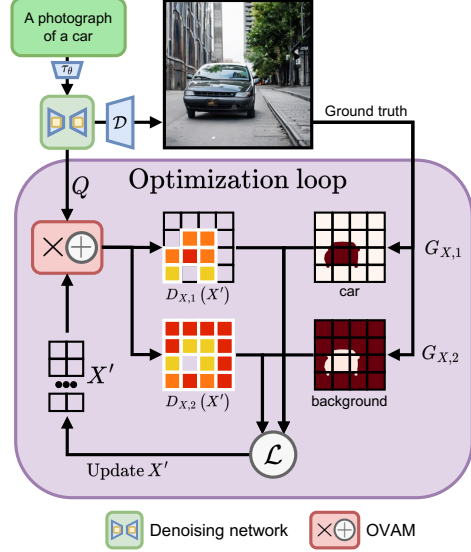 A photograph
of a car
τθ
𝒟
Ground truth
Q
Optimization loop
×+
G_{X,1}
D_{X,1} (X′)
car
X′
G_{X,2}
D_{X,2} (X′)
background
Update X′
ℒ
Denoising network
×+ OVAM